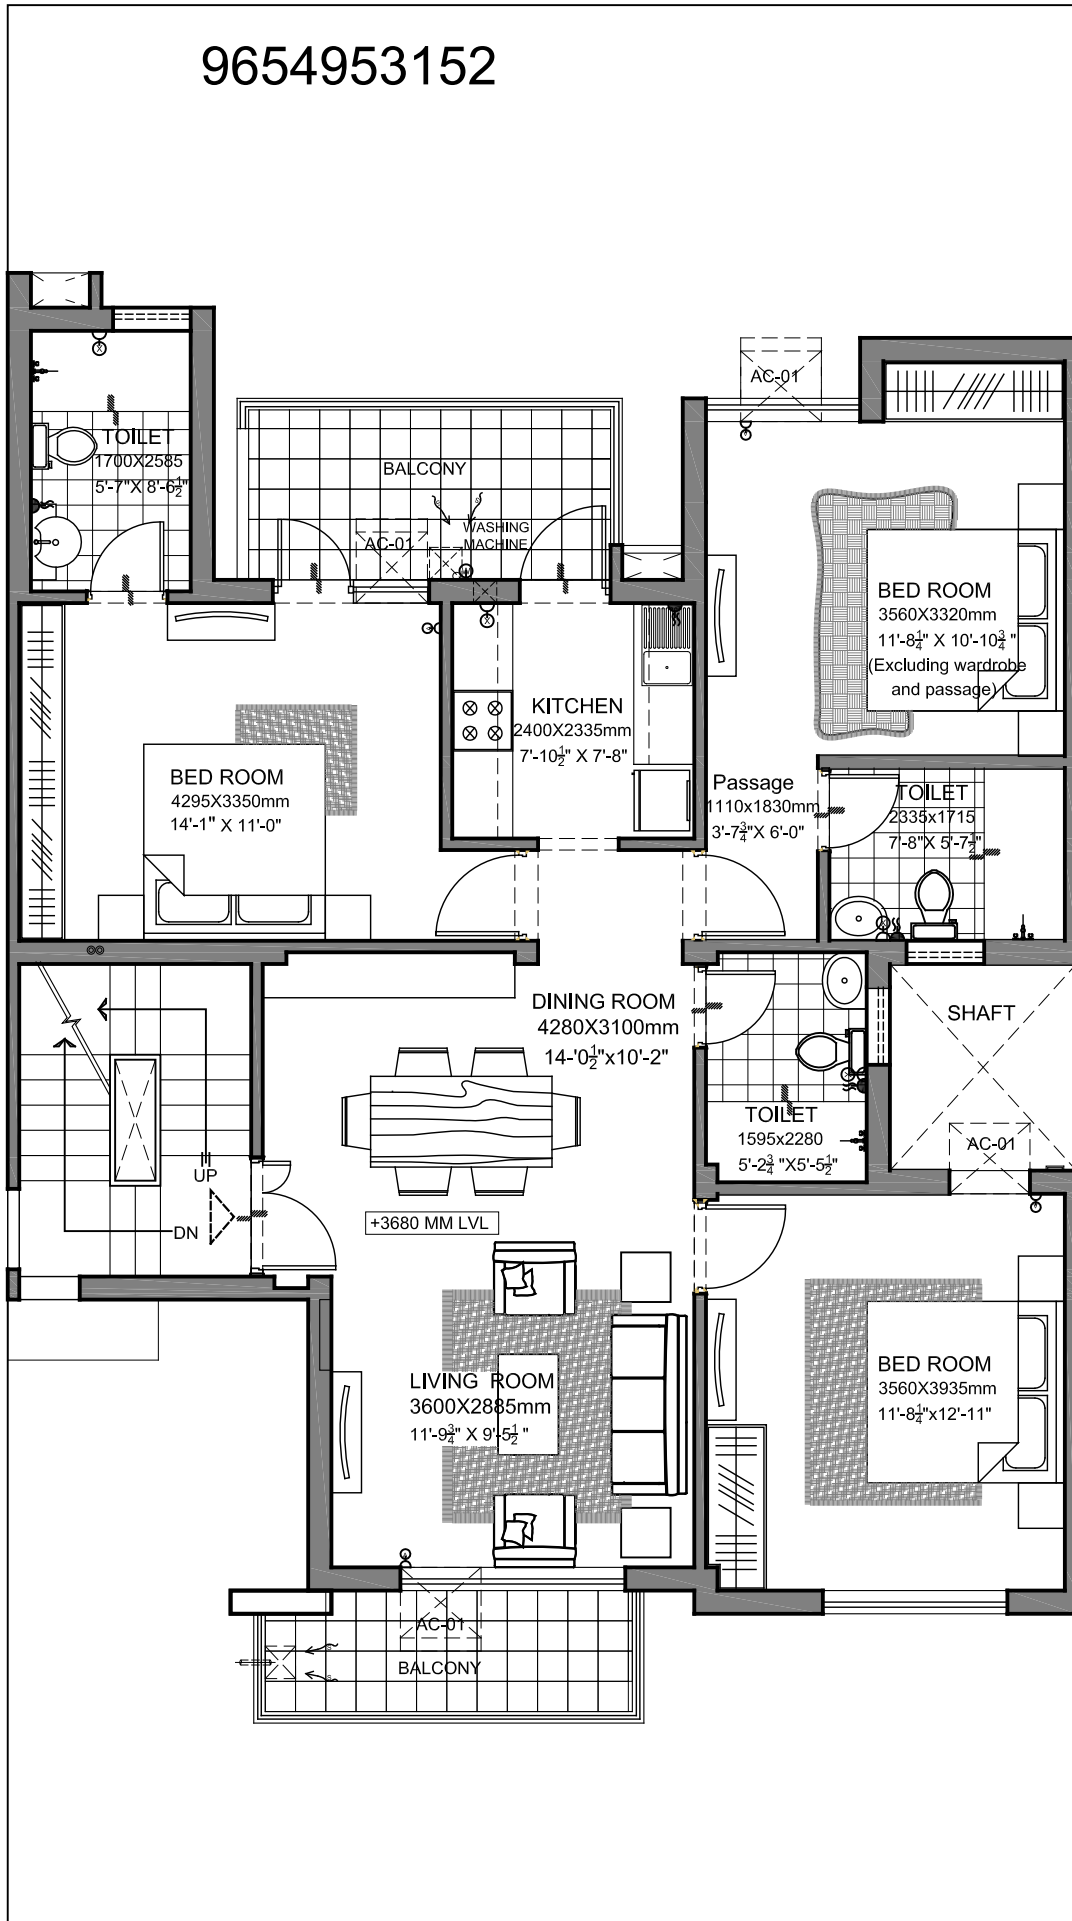 9654953152
AC-01
TOILET
1700X2585
5'-7"X 8'-6½"
BALCONY
WASHING
MACHINE
AC-01
BED ROOM
3560X3320mm
11'-8¼" X 10'-10¾"
(Excluding wardrobe
and passage)
KITCHEN
2400X2335mm
7'-10½" X 7'-8"
BED ROOM
4295X3350mm
14'-1" X 11'-0"
Passage
1110x1830mm
3'-7¾"X 6'-0"
TOILET
2335x1715
7'-8"X 5'-7½"
DINING ROOM
4280X3100mm
14-'0½"x10'-2"
SHAFT
TOILET
1595x2280
5'-2¾"X5'-5½"
AC-01
UP
DN
+3680 MM LVL
LIVING ROOM
3600X2885mm
11'-9¾" X 9'-5½"
BED ROOM
3560X3935mm
11'-8¼"x12'-11"
AC-01
BALCONY